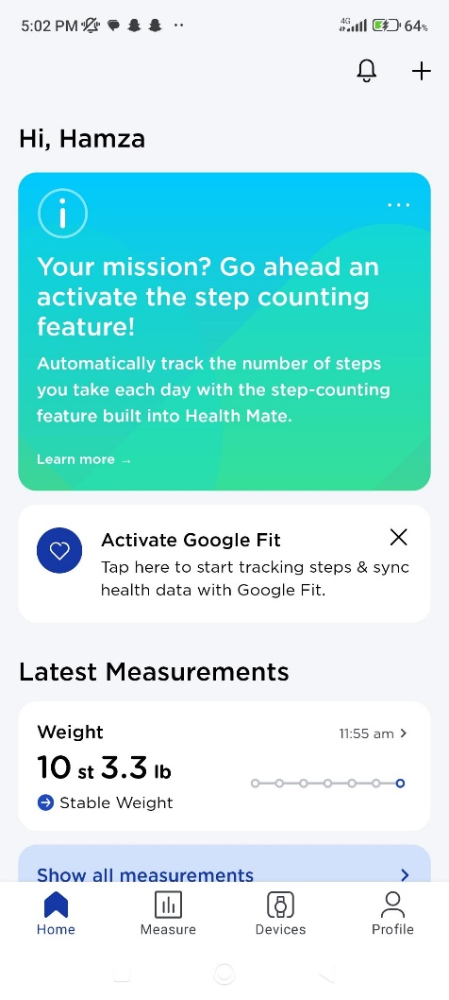 5:02 PM 4G 64%
Hi, Hamza
Your mission? Go ahead an
activate the step counting
feature!
Automatically track the number of steps
you take each day with the step-counting
feature built into Health Mate.
Learn more →
Activate Google Fit
Tap here to start tracking steps & sync
health data with Google Fit.
Latest Measurements
Weight 11:55 am
10 st 3.3 lb
Stable Weight
Show all measurements
Home Measure Devices Profile